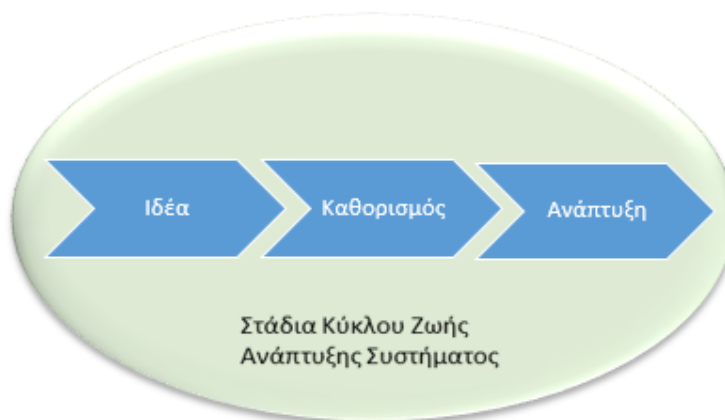 Ιδέα
Καθορισμός
Ανάπτυξη
Στάδια Κύκλου Ζωής
Ανάπτυξης Συστήματος